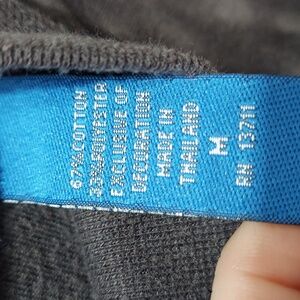 67% COTTON
33% POLYESTER
EXCLUSIVE OF
DECORATION
MADE IN
THAILAND
M
RN 13711